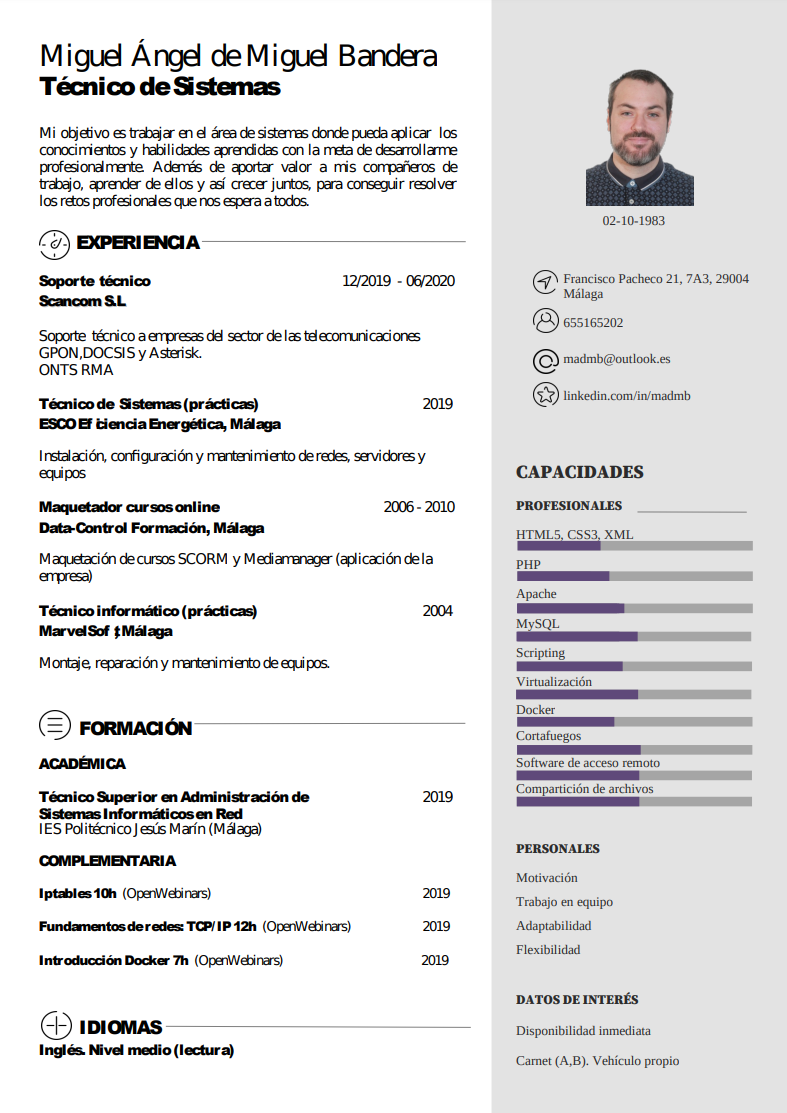 Miguel Ángel de Miguel Bandera
Técnico de Sistemas
Mi objetivo es trabajar en el área de sistemas donde pueda aplicar los
conocimientos y habilidades aprendidas con la meta de desarrollarme
profesionalmente. Además de aportar valor a mis compañeros de
trabajo, aprender de ellos y así crecer juntos, para conseguir resolver
los retos profesionales que nos espera a todos.
EXPERIENCIA
Soporte técnico 12/2019 - 06/2020
Scancom S.L
Soporte técnico a empresas del sector de las telecomunicaciones
GPON,DOCSIS y Asterisk.
ONTS RMA
Técnico de Sistemas (prácticas) 2019
ESCO Eficiencia Energética, Málaga
Instalación, configuración y mantenimiento de redes, servidores y
equipos
Maquetador cursos online 2006 - 2010
Data-Control Formación, Málaga
Maquetación de cursos SCORM y Mediamanager (aplicación de la
empresa)
Técnico informático (prácticas) 2004
MarvelSoft, Málaga
Montaje, reparación y mantenimiento de equipos.
FORMACIÓN
ACADÉMICA
Técnico Superior en Administración de 2019
Sistemas Informáticos en Red
IES Politécnico Jesús Marín (Málaga)
COMPLEMENTARIA
Iptables 10h (OpenWebinars) 2019
Fundamentos de redes: TCP/IP 12h (OpenWebinars) 2019
Introducción Docker 7h (OpenWebinars) 2019
IDIOMAS
Inglés. Nivel medio (lectura)
02-10-1983
Francisco Pacheco 21, 7A3, 29004
Málaga
655165202
madmb@outlook.es
linkedin.com/in/madmb
CAPACIDADES
PROFESIONALES
HTML5, CSS3, XML
PHP
Apache
MySQL
Scripting
Virtualización
Docker
Cortafuegos
Software de acceso remoto
Compartición de archivos
PERSONALES
Motivación
Trabajo en equipo
Adaptabilidad
Flexibilidad
DATOS DE INTERÉS
Disponibilidad inmediata
Carnet (A,B). Vehículo propio